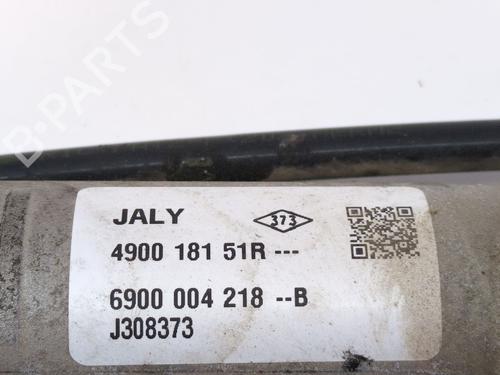 B-PARTS
JALY
373
4900 181 51R ---
6900 004 218 --B
J308373